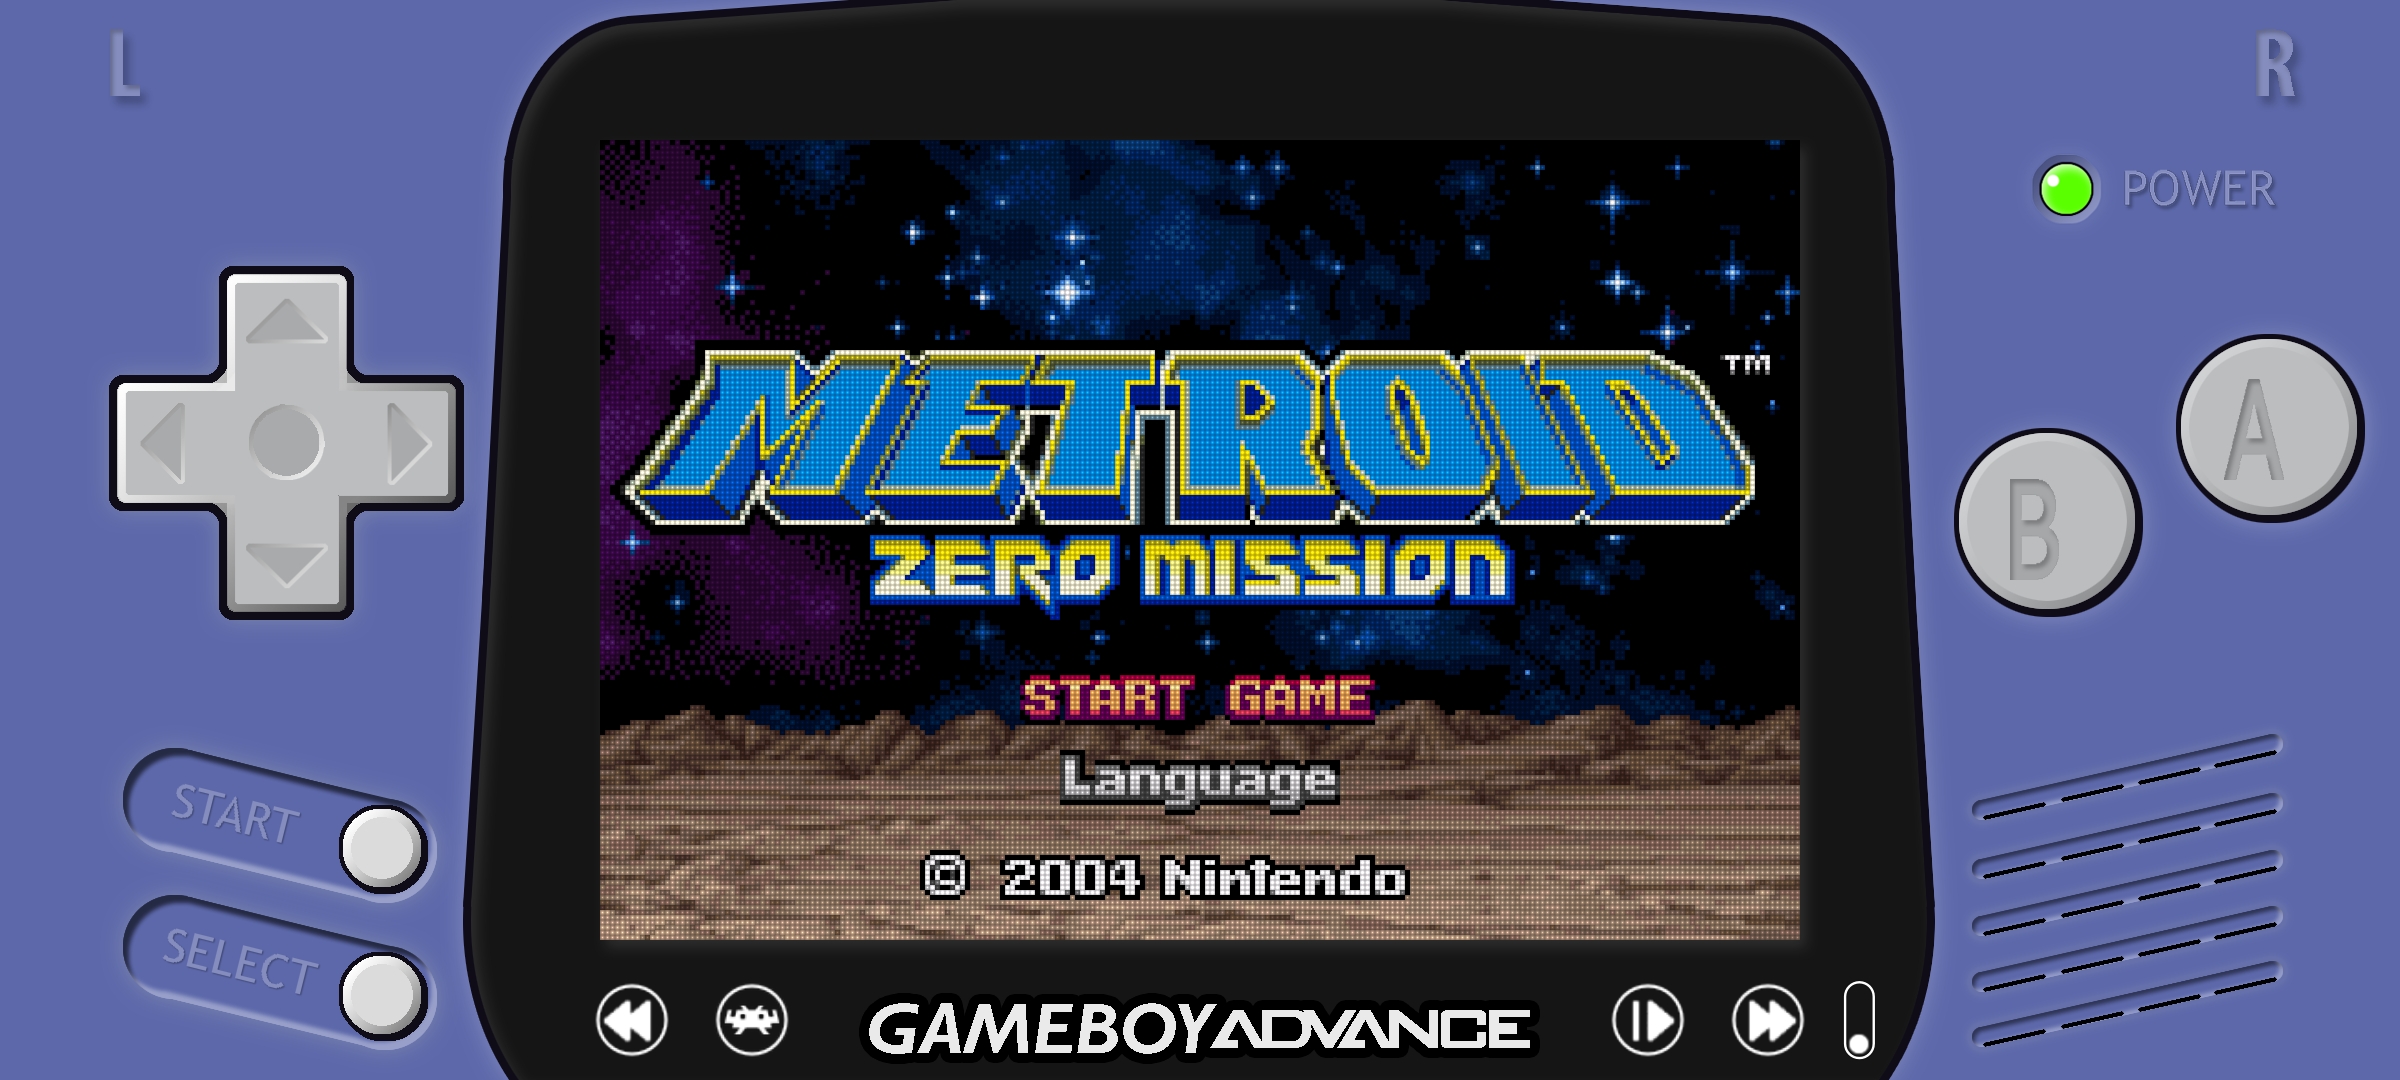 L
R
POWER
METROID™
ZERO MISSION
START GAME
Language
© 2004 Nintendo
A
B
START
SELECT
GAMEBOY ADVANCE